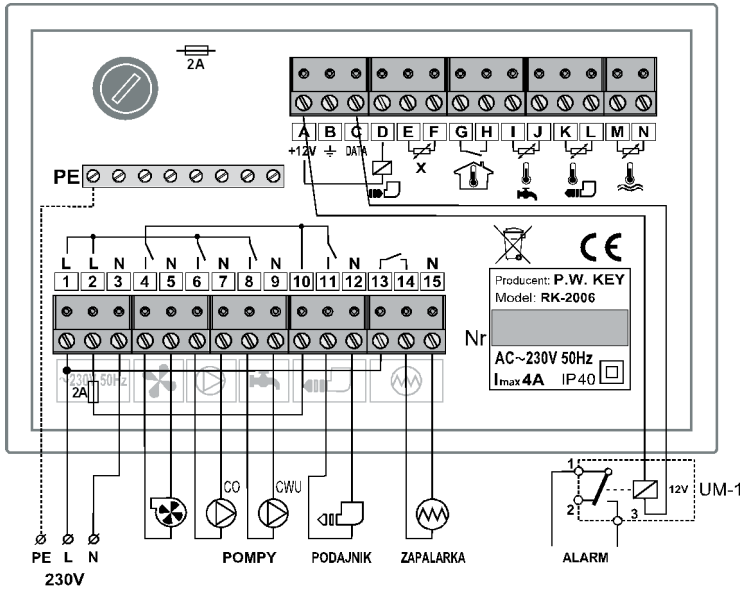 2A
A B C D E F G H I J K L M N
+12V DATA
X
PE
L L N N N N N N
1 2 3 4 5 6 7 8 9 10 11 12 13 14 15
~230V 50Hz
2A
Producent: P.W. KEY
Model: RK-2006
Nr
AC~230V 50Hz
Imax 4A IP40
CO CWU
1
2
3
12V
UM-1
PE L N
230V
POMPY PODAJNIK ZAPALARKA
ALARM